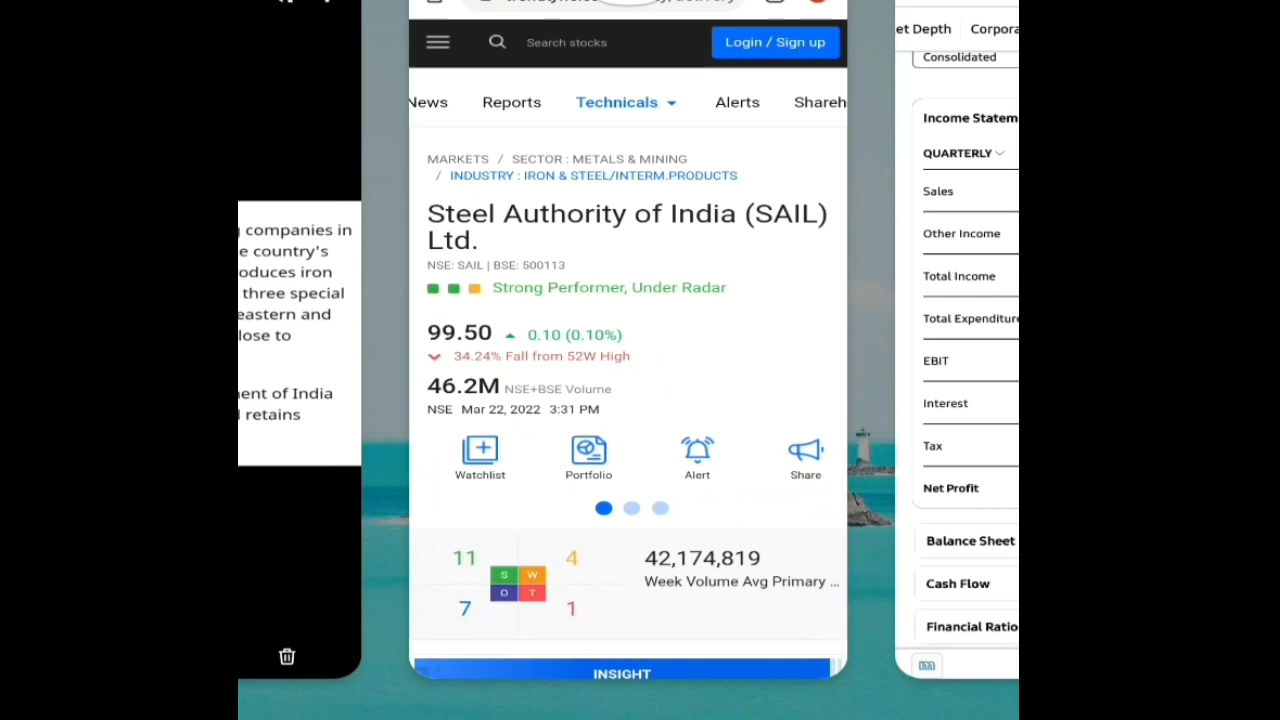 companies in
e country's
oduces iron
three special
eastern and
lose to
ent of India
retains
Search stocks
Login / Sign up
News Reports Technicals Alerts Shareh
MARKETS / SECTOR : METALS & MINING
/ INDUSTRY : IRON & STEEL/INTERM.PRODUCTS
Steel Authority of India (SAIL)
Ltd.
NSE: SAIL | BSE: 500113
Strong Performer, Under Radar
99.50 0.10 (0.10%)
34.24% Fall from 52W High
46.2M NSE+BSE Volume
NSE Mar 22, 2022 3:31 PM
Watchlist Portfolio Alert Share
11 4
S W
O T
7 1
42,174,819
Week Volume Avg Primary ...
INSIGHT
et Depth Corpora
Consolidated
Income Statem
QUARTERLY
Sales
Other Income
Total Income
Total Expenditure
EBIT
Interest
Tax
Net Profit
Balance Sheet
Cash Flow
Financial Ratio